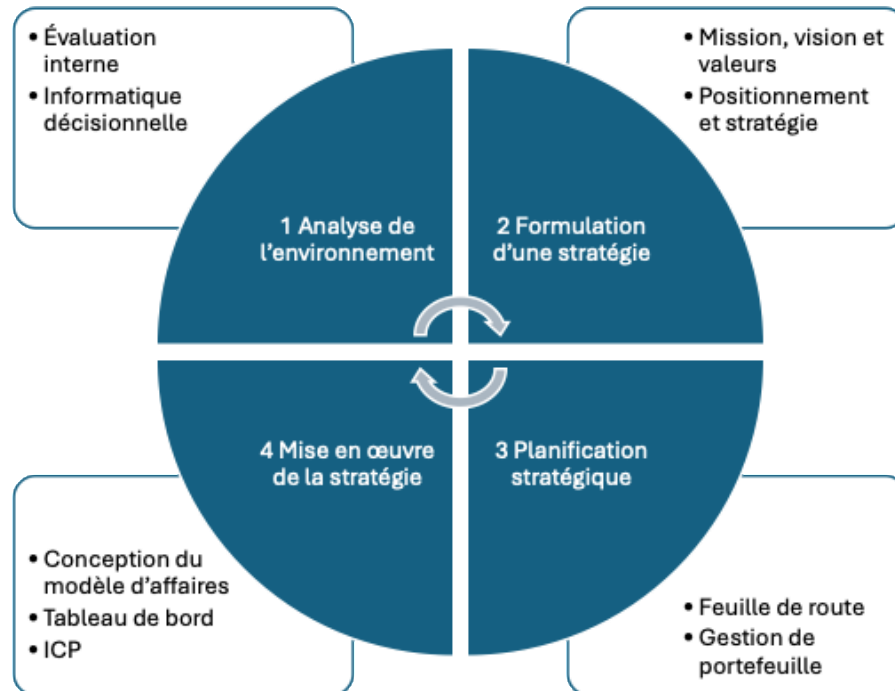 • Évaluation
interne
• Informatique
décisionnelle
• Mission, vision et
valeurs
• Positionnement
et stratégie
1 Analyse de
l’environnement
2 Formulation
d’une stratégie
4 Mise en œuvre
de la stratégie
3 Planification
stratégique
• Conception du
modèle d’affaires
• Tableau de bord
• ICP
• Feuille de route
• Gestion de
portefeuille